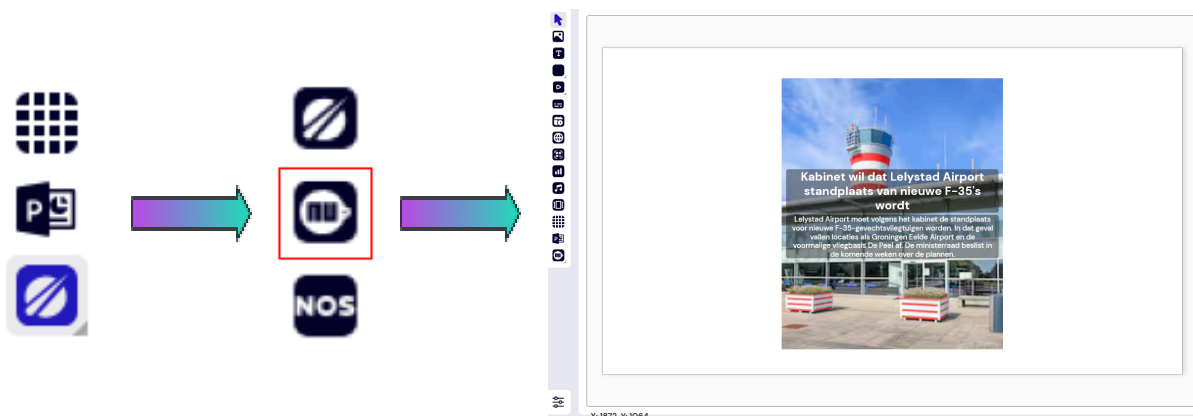 P
nu
NOS
T
Kabinet wil dat Lelystad Airport
standplaats van nieuwe F-35's
wordt
Lelystad Airport moet volgens het kabinet de standplaats
voor nieuwe F-35-gevechtsvliegtuigen worden. In dat geval
vallen locaties als Groningen Eelde Airport en de
voormalige vliegbasis De Peel af. De ministerraad beslist in
de komende weken over de plannen.
X: 1872, Y: 1064